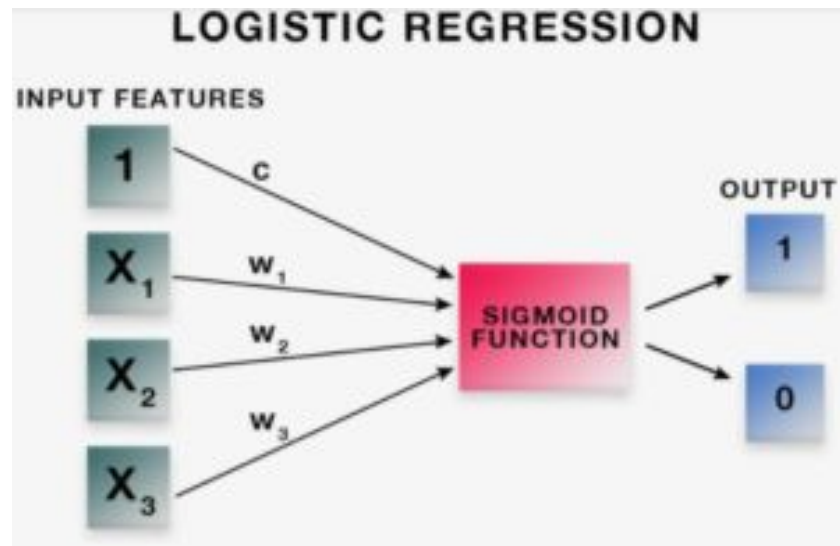 LOGISTIC REGRESSION
INPUT FEATURES
1
C
X₁
W₁
X₂
W₂
X₃
W₃
SIGMOID
FUNCTION
OUTPUT
1
0